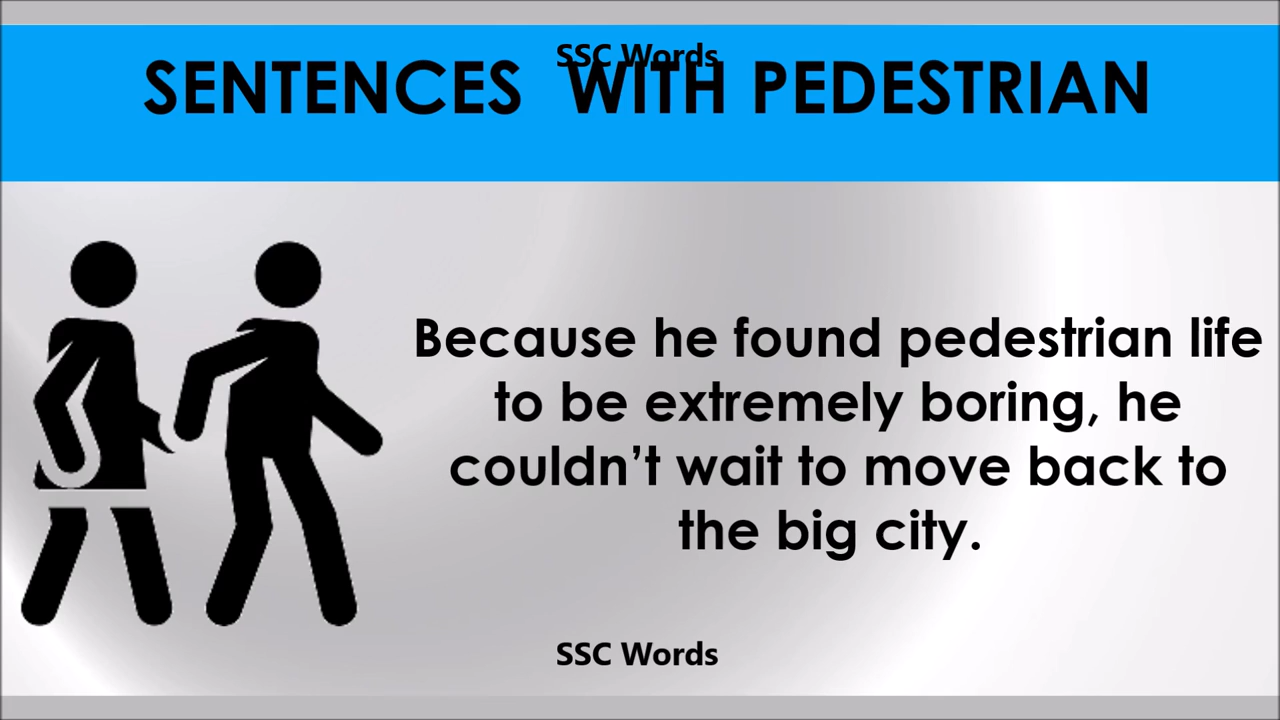 SSC Words
SENTENCES WITH PEDESTRIAN
Because he found pedestrian life
to be extremely boring, he
couldn’t wait to move back to
the big city.
SSC Words